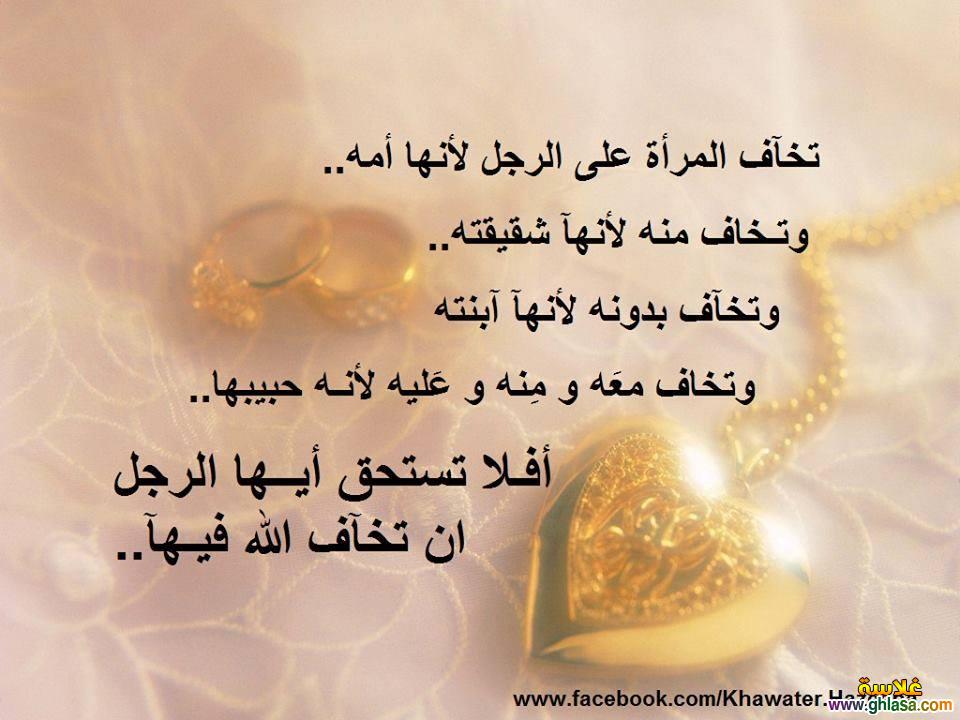 تخآف المرأة على الرجل لأنها أمه..
وتـخاف منه لأنهآ شقيقته..
وتخآف بدونه لأنهآ آبنته
وتخاف معَه و مِنه و عَليه لأنـه حبيبها..
أفـلا تستحق أيـــها الرجل
ان تخآف الله فيـهآ..
www.facebook.com/Khawater.
غلاسة
www.ghlasa.com